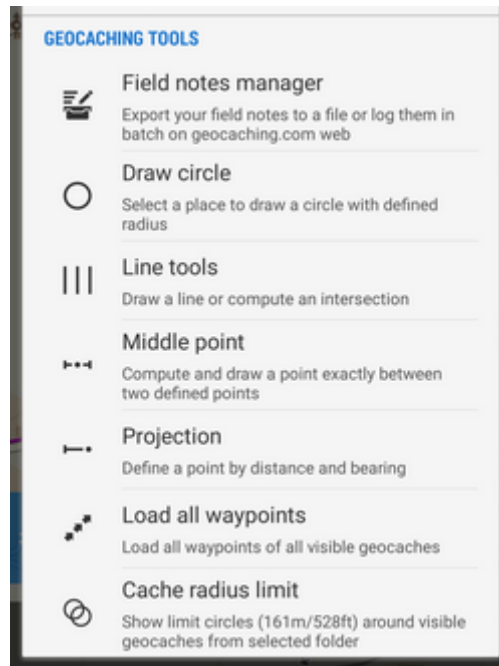 GEOCACHING TOOLS
Field notes manager
Export your field notes to a file or log them in
batch on geocaching.com web
Draw circle
Select a place to draw a circle with defined
radius
Line tools
Draw a line or compute an intersection
Middle point
Compute and draw a point exactly between
two defined points
Projection
Define a point by distance and bearing
Load all waypoints
Load all waypoints of all visible geocaches
Cache radius limit
Show limit circles (161m/528ft) around visible
geocaches from selected folder